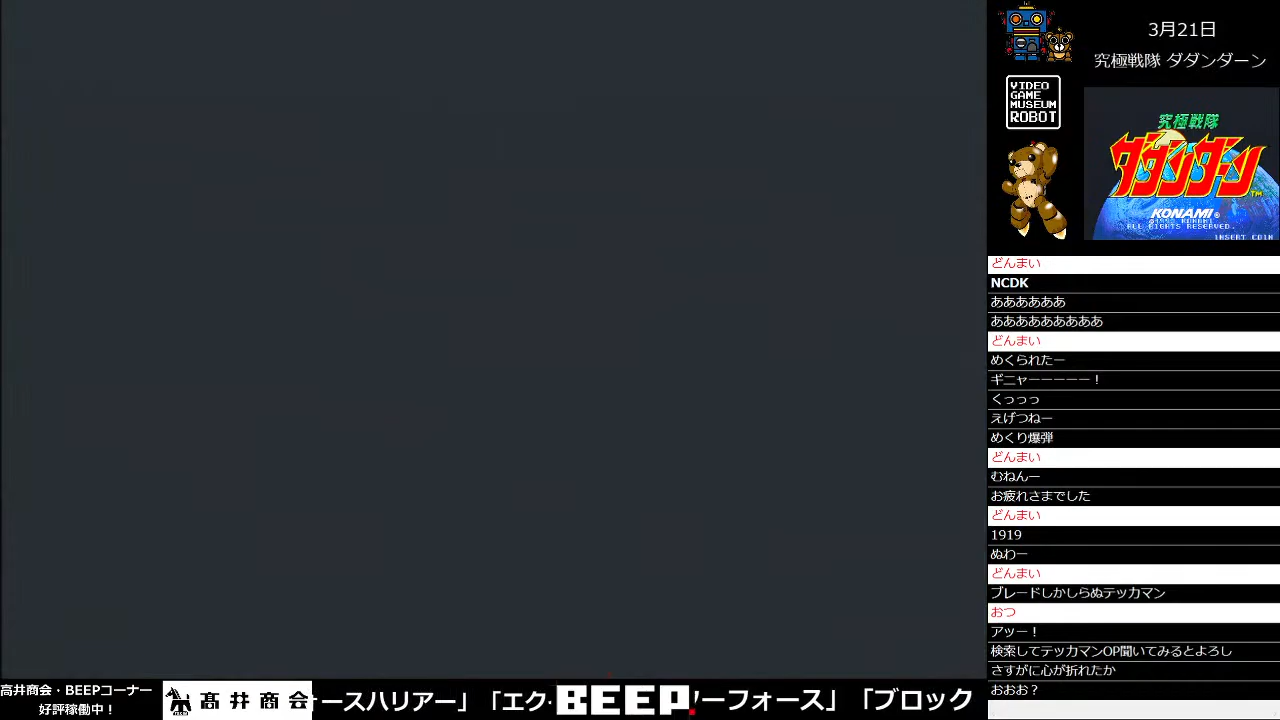 3月21日
究極戦隊 ダダンダーン
VIDEO
GAME
MUSEUM
ROBOT
究極戦隊
ダダンダーン
TM
KONAMI®
ALL RIGHTS RESERVED.
INSERT COIN
どんまい
NCDK
ああああああ
あああああああああ
どんまい
めくられたー
ギニャーーーーー！
くっっっ
えげつねー
めくり爆弾
どんまい
むねんー
お疲れさまでした
どんまい
1919
ぬわー
どんまい
ブレードしかしらぬテッカマン
おつ
アッー！
検索してテッカマンOP聞いてみるとよろし
さすがに心が折れたか
おおお？
高井商会・BEEPコーナー
好評稼働中！
髙井商会
ースハリアー」「エク
BEEP.
ーフォース」「ブロック